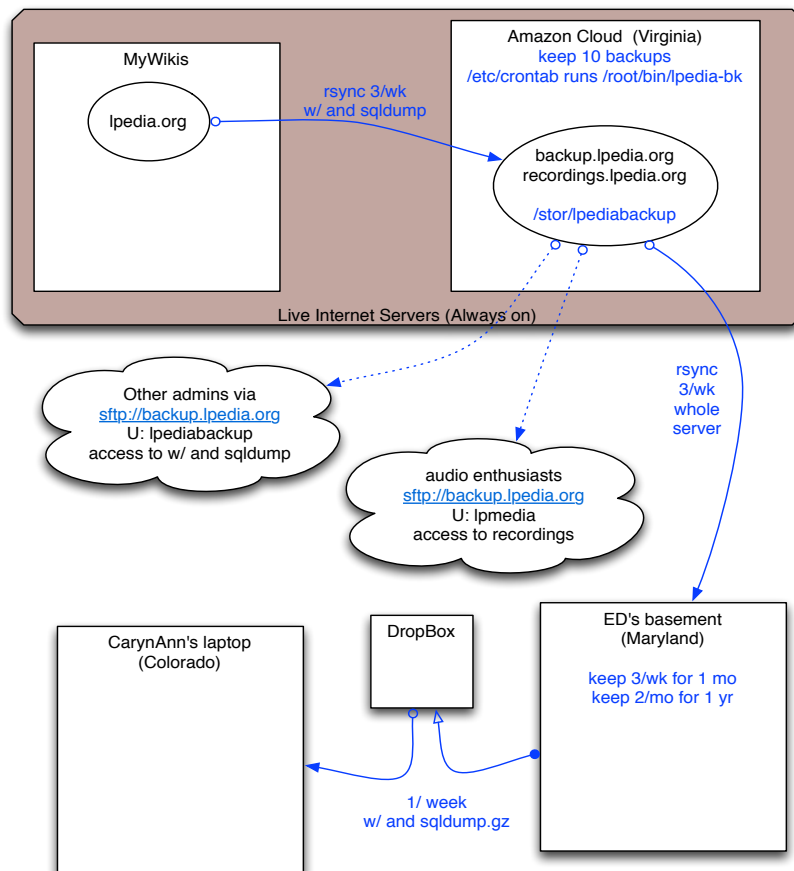 Amazon Cloud  (Virginia)
keep 10 backups
/etc/crontab runs /root/bin/lpedia-bk
MyWikis
lpedia.org
rsync 3/wk
w/ and sqldump
backup.lpedia.org
recordings.lpedia.org
/stor/lpediabackup
Live Internet Servers (Always on)
Other admins via
sftp://backup.lpedia.org
U: lpediabackup
access to w/ and sqldump
audio enthusiasts
sftp://backup.lpedia.org
U: lpmedia
access to recordings
rsync
3/wk
whole
server
CarynAnn's laptop
(Colorado)
DropBox
ED's basement
(Maryland)
keep 3/wk for 1 mo
keep 2/mo for 1 yr
1/ week
w/ and sqldump.gz